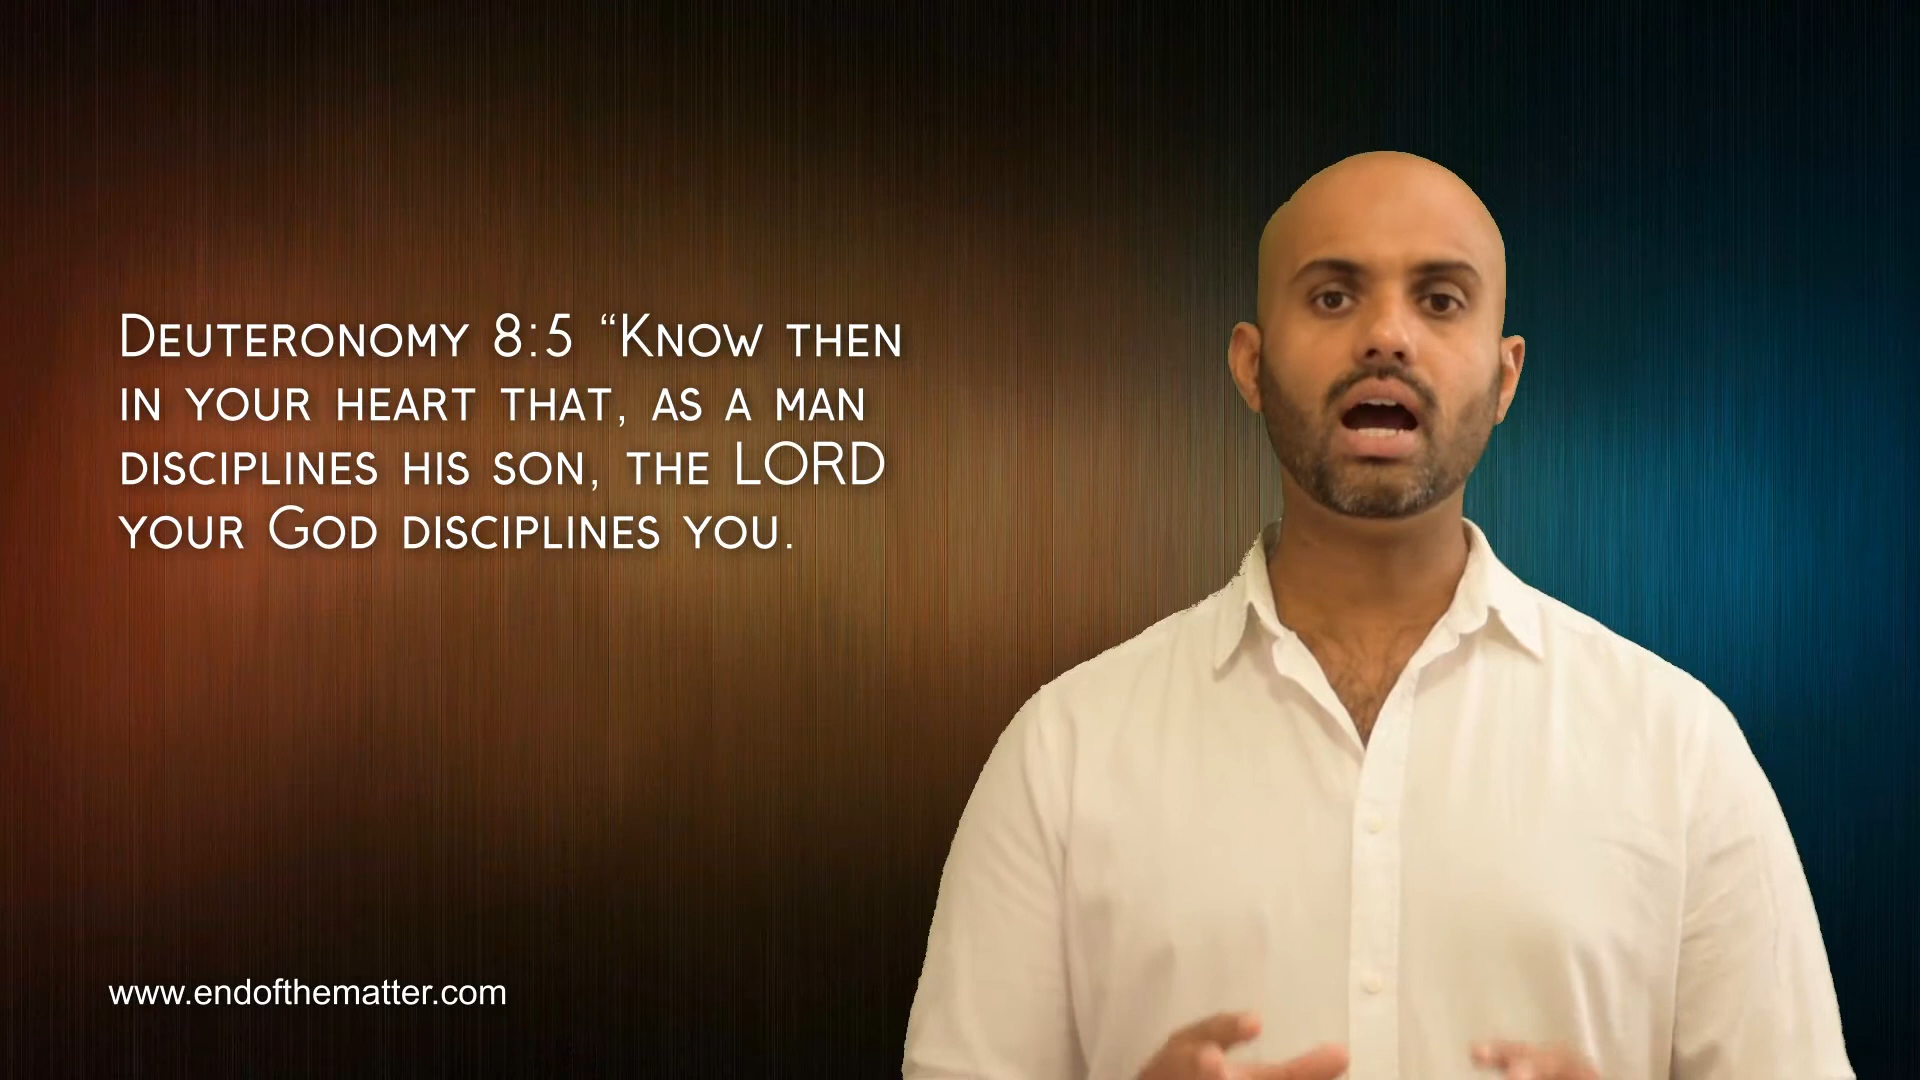 Deuteronomy 8:5 “Know then
in your heart that, as a man
disciplines his son, the LORD
your God disciplines you.
www.endofthematter.com